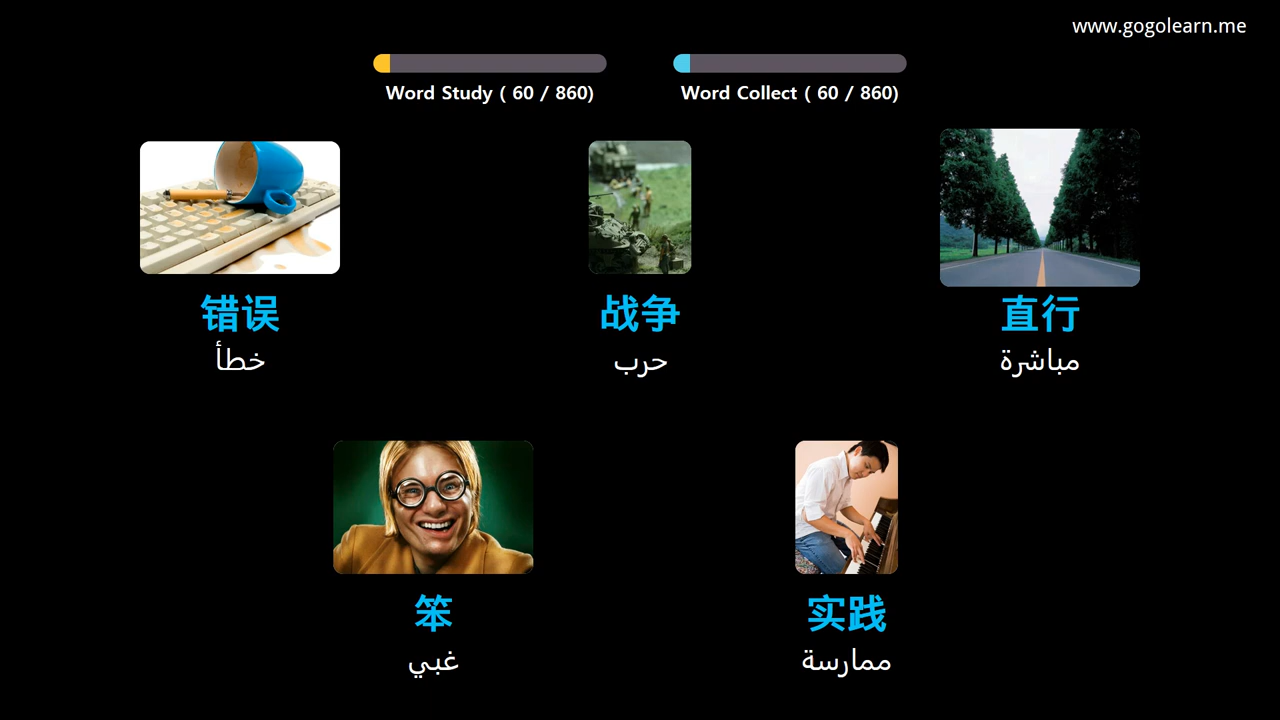 www.gogolearn.me
Word Study ( 60 / 860)
Word Collect ( 60 / 860)
错误
خطأ
战争
حرب
直行
مباشرة
笨
غبي
实践
ممارسة